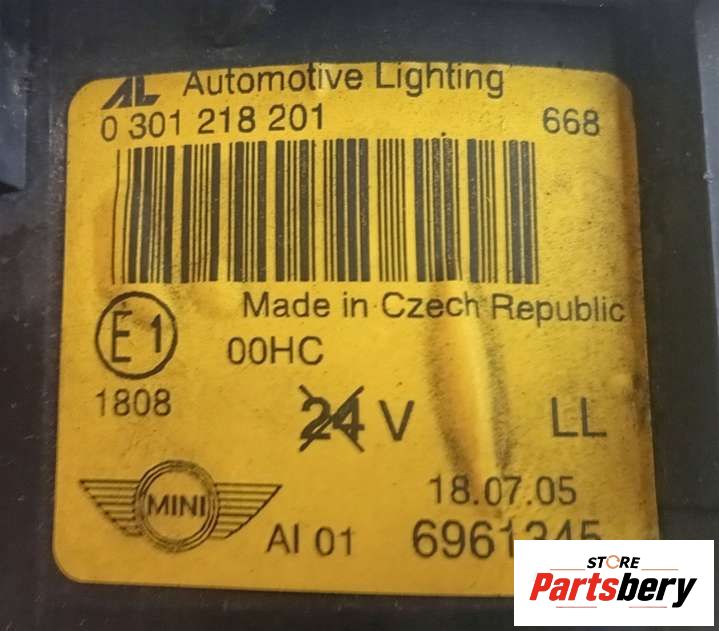 AL Automotive Lighting
0 301 218 201 668
Made in Czech Republic
E1 00HC
1808 24 V LL
MINI 18.07.05
AI 01 6961345
STORE
Partsbery